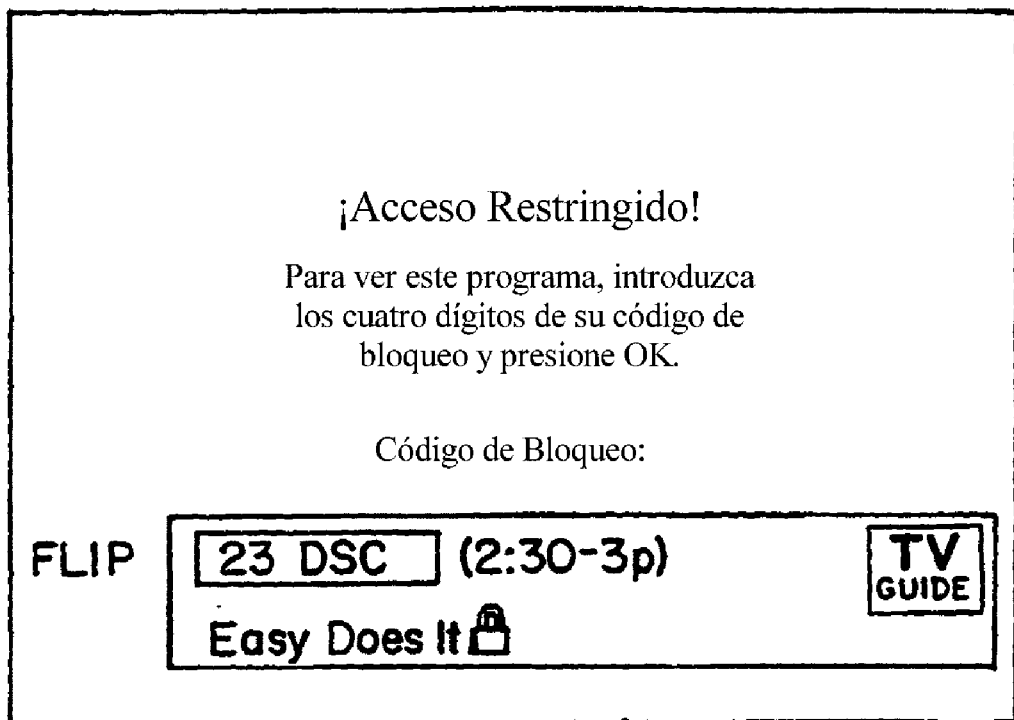 ¡Acceso Restringido!
Para ver este programa, introduzca
los cuatro dígitos de su código de
bloqueo y presione OK.
Código de Bloqueo:
FLIP
23 DSC (2:30-3p)
TV
GUIDE
Easy Does It